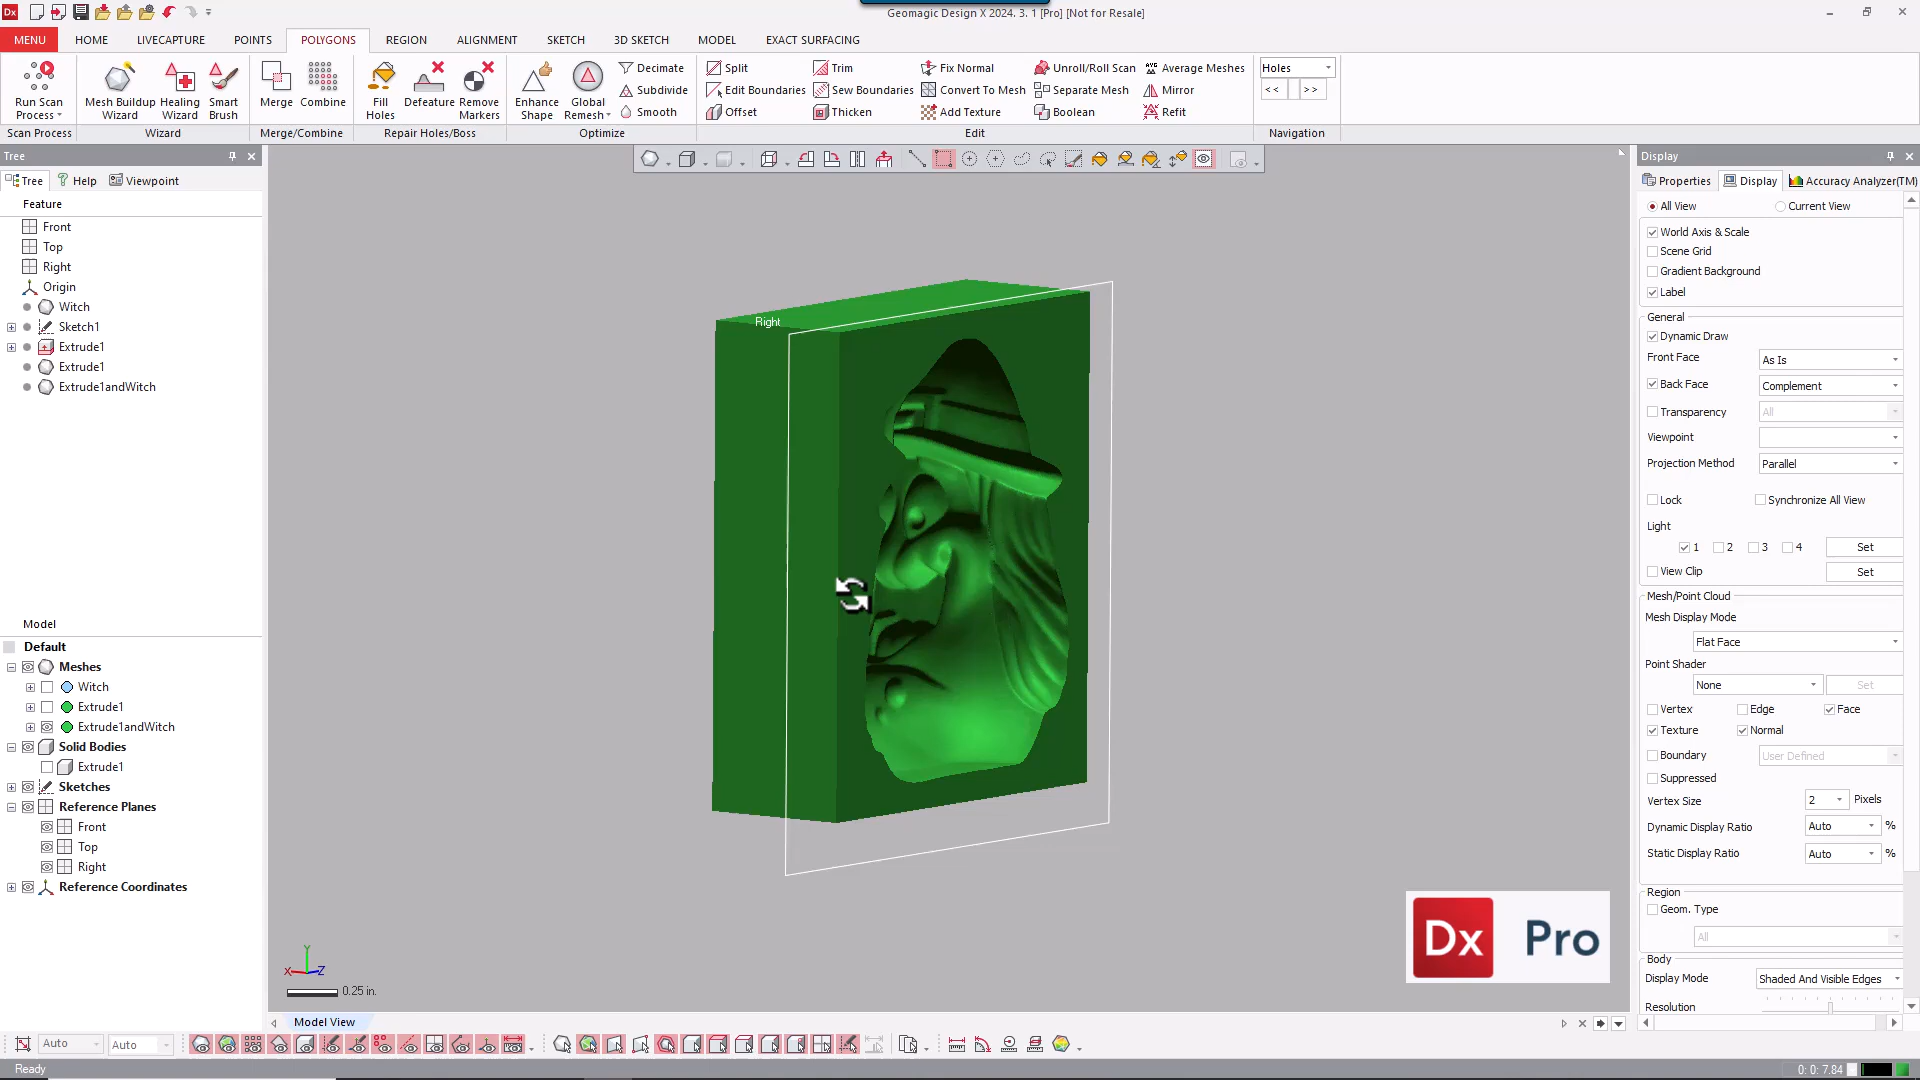 Dx
Geomagic Design X 2024. 3. 1 [Pro] [Not for Resale]
MENU HOME LIVECAPTURE POINTS POLYGONS REGION ALIGNMENT SKETCH 3D SKETCH MODEL EXACT SURFACING
Run Scan Process
Mesh Buildup Wizard
Healing Wizard
Smart Brush
Merge
Combine
Fill Holes
Defeature
Remove Markers
Enhance Shape
Global Remesh
Decimate
Subdivide
Smooth
Split
Edit Boundaries
Offset
Trim
Sew Boundaries
Thicken
Fix Normal
Convert To Mesh
Add Texture
Unroll/Roll Scan
Separate Mesh
Boolean
Average Meshes
Mirror
Refit
Holes
<< >>
Scan Process Wizard Merge/Combine Repair Holes/Boss Optimize Edit Navigation
Tree
Tree Help Viewpoint
Feature
Front
Top
Right
Origin
Witch
Sketch1
Extrude1
Extrude1
Extrude1andWitch
Model
Default
Meshes
Witch
Extrude1
Extrude1andWitch
Solid Bodies
Extrude1
Sketches
Reference Planes
Front
Top
Right
Reference Coordinates
Right
Y
X Z
0.25 in.
Dx Pro
Model View
Display
Properties Display Accuracy Analyzer(TM)
All View Current View
World Axis & Scale
Scene Grid
Gradient Background
Label
General
Dynamic Draw
Front Face As Is
Back Face Complement
Transparency All
Viewpoint
Projection Method Parallel
Lock Synchronize All View
Light
1 2 3 4 Set
View Clip Set
Mesh/Point Cloud
Mesh Display Mode
Flat Face
Point Shader
None Set
Vertex Edge Face
Texture Normal
Boundary User Defined
Suppressed
Vertex Size 2 Pixels
Dynamic Display Ratio Auto %
Static Display Ratio Auto %
Region
Geom. Type
All
Body
Display Mode Shaded And Visible Edges
Resolution
Auto Auto
Ready
0: 0: 7.84